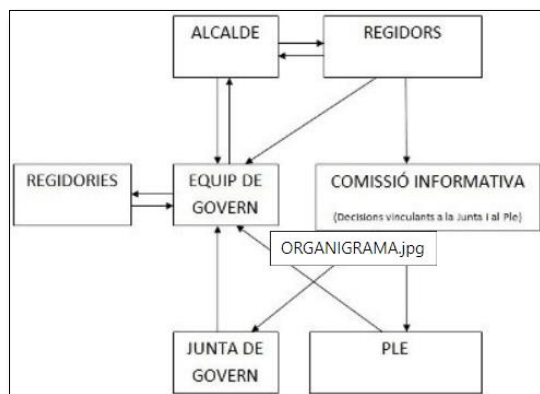 ALCALDE
REGIDORS
REGIDORIES
EQUIP DE
GOVERN
COMISSIÓ INFORMATIVA
(Decisions vinculants a la Junta i al Ple)
ORGANIGRAMA.jpg
JUNTA DE
GOVERN
PLE